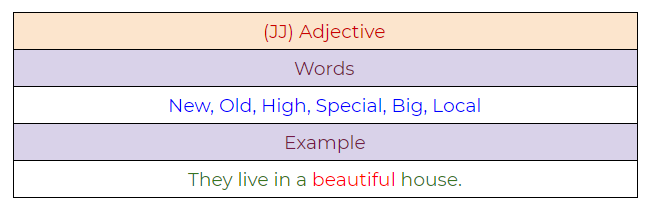 (JJ) Adjective
Words
New, Old, High, Special, Big, Local
Example
They live in a beautiful house.